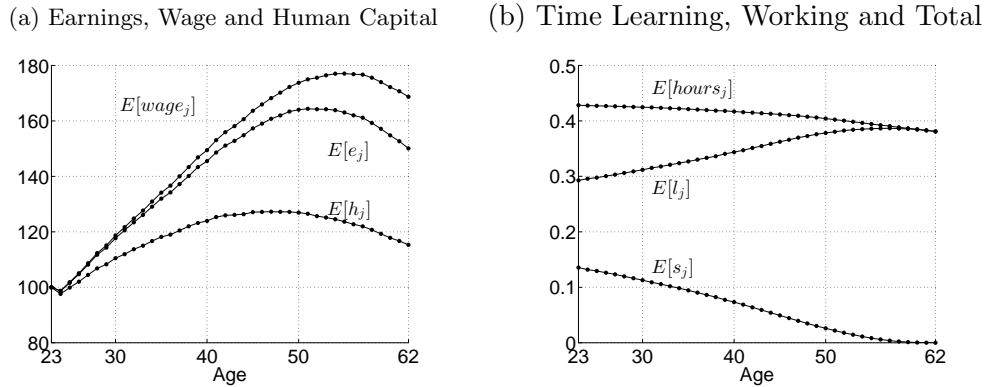 (a) Earnings, Wage and Human Capital
180
160
140
120
100
80
23
30
40
50
62
Age
E[wage_j]
E[e_j]
E[h_j]
(b) Time Learning, Working and Total
0.5
0.4
0.3
0.2
0.1
0
23
30
40
50
62
Age
E[hours_j]
E[l_j]
E[s_j]